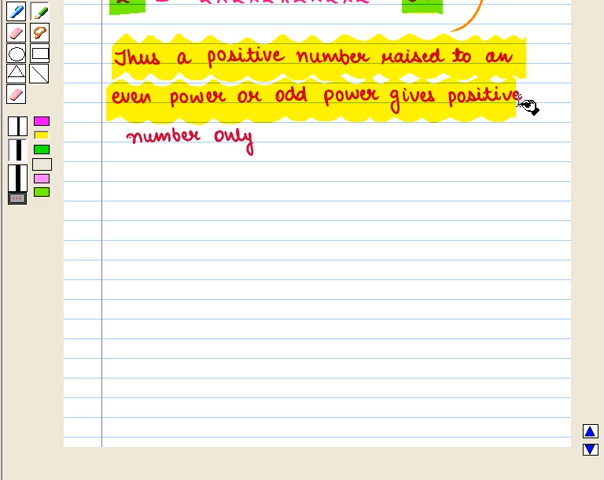 Thus a positive number raised to an
even power or odd power gives positive
number only